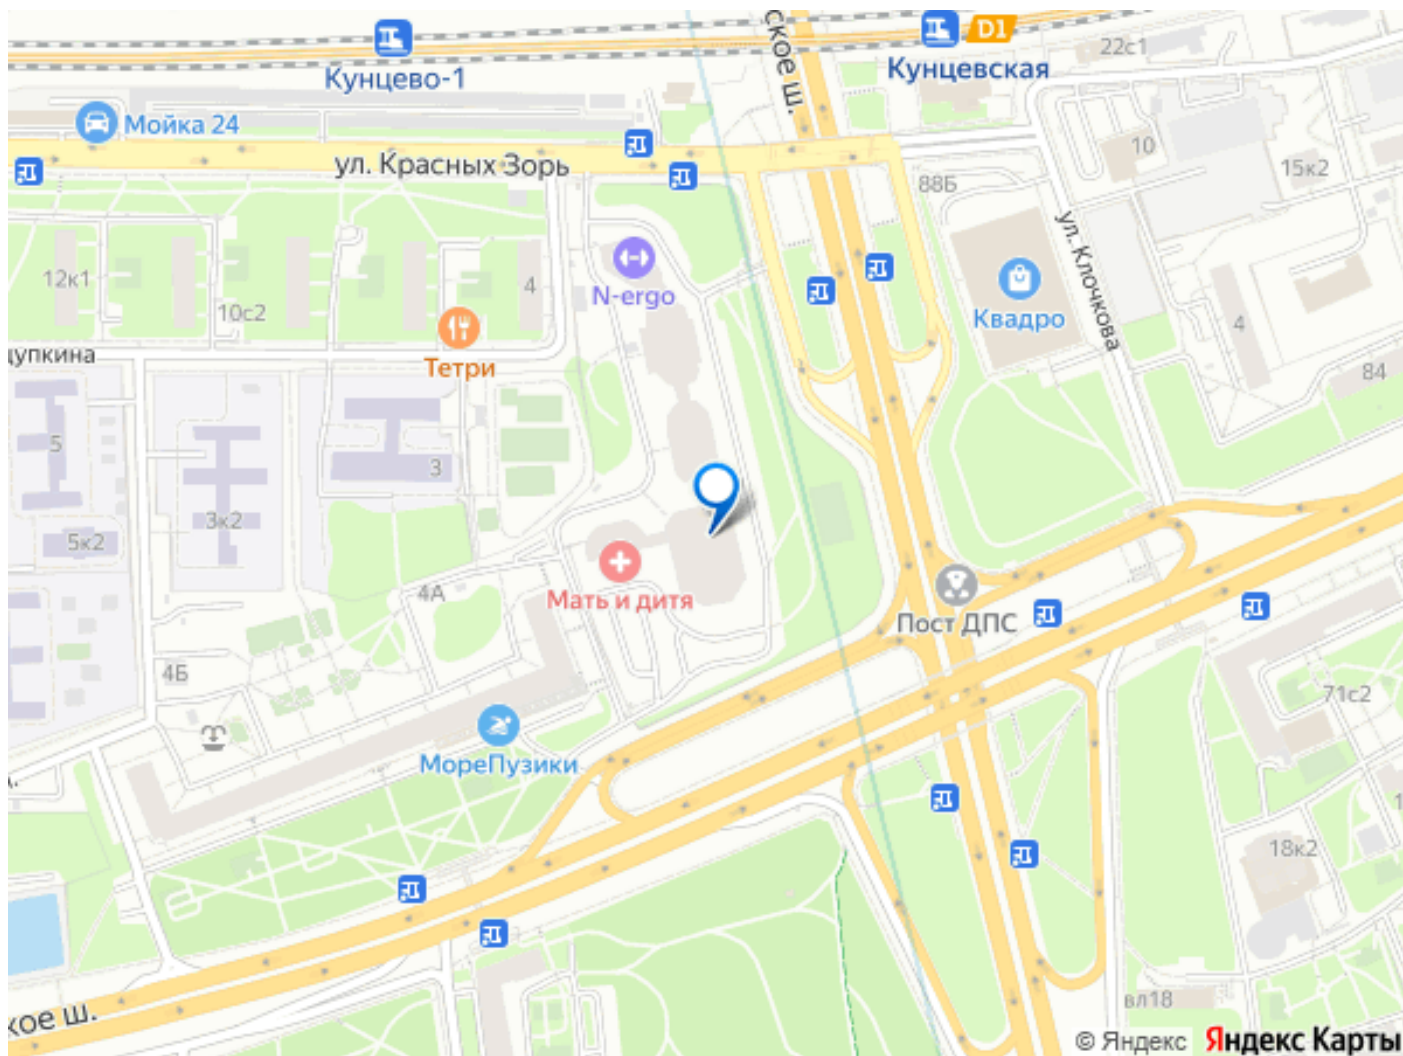 ское ш.
D1
Кунцевская
22с1
Кунцево-1
Мойка 24
ул. Красных Зорь
10
15к2
88Б
ул. Клочкова
12к1
10с2
4
N-ergo
Квадро
4
Тетри
84
цупкина
5
3
3к2
5к2
4А
Мать и дитя
Пост ДПС
4Б
71с2
МореПузики
18к2
вл18
кое ш.
© Яндекс Яндекс Карты